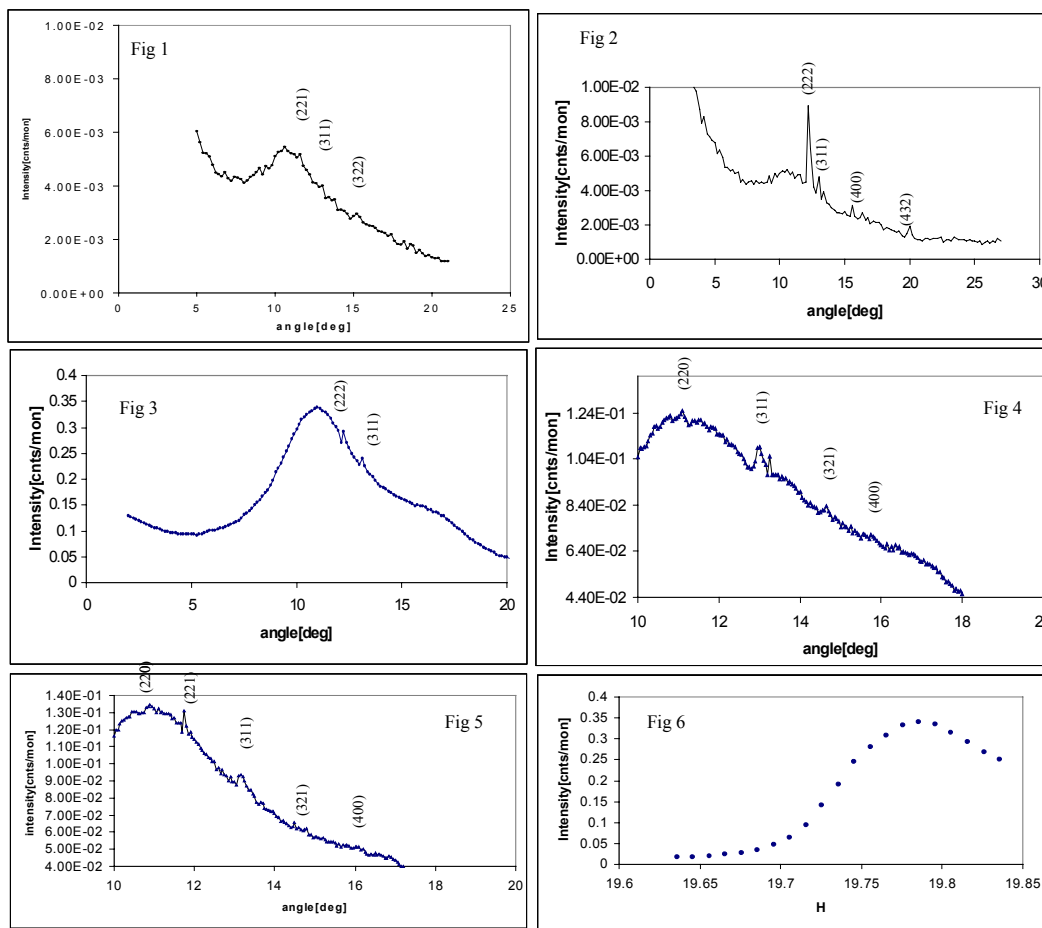 Fig 1
1.00E-02
8.00E-03
6.00E-03
4.00E-03
2.00E-03
0.00E+00
Intensity[cnts/mon]
(221)
(311)
(322)
0 5 10 15 20 25
angle[deg]
Fig 2
1.00E-02
8.00E-03
6.00E-03
4.00E-03
2.00E-03
0.00E+00
Intensity[cnts/mon]
(222)
(311)
(400)
(432)
0 5 10 15 20 25 30
angle[deg]
Fig 3
0.4
0.35
0.3
0.25
0.2
0.15
0.1
0.05
0
Intensity[cnts/mon]
(222)
(311)
0 5 10 15 20
angle[deg]
Fig 4
1.24E-01
1.04E-01
8.40E-02
6.40E-02
4.40E-02
Intensity[cnts/mon]
(220)
(311)
(321)
(400)
10 12 14 16 18 20
angle[deg]
Fig 5
1.40E-01
1.30E-01
1.20E-01
1.10E-01
1.00E-01
9.00E-02
8.00E-02
7.00E-02
6.00E-02
5.00E-02
4.00E-02
intensity[cnts/mon]
(220)
(221)
(311)
(321)
(400)
10 12 14 16 18 20
angle[deg]
Fig 6
0.4
0.35
0.3
0.25
0.2
0.15
0.1
0.05
0
Intensity[cnts/mon]
19.6 19.65 19.7 19.75 19.8 19.85
H